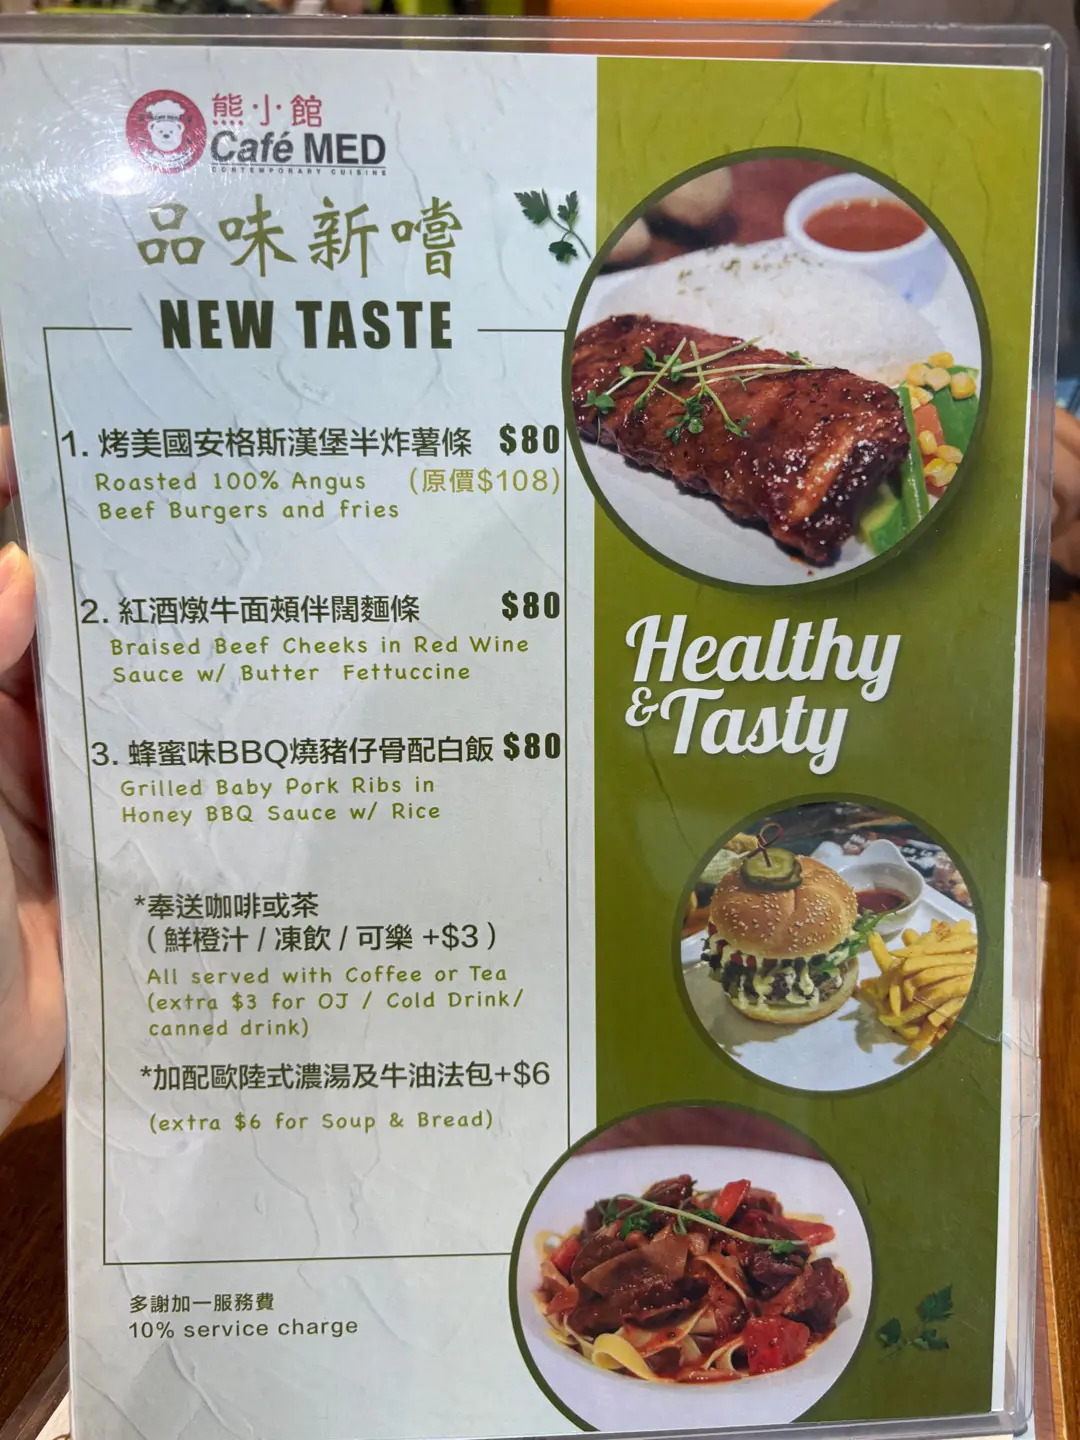 熊·小·館
Café MED
CONTEMPORARY CUISINE
品味新嚐
NEW TASTE
1. 烤美國安格斯漢堡半炸薯條 $80
Roasted 100% Angus (原價$108)
Beef Burgers and fries
2. 紅酒燉牛面頰伴闊麵條 $80
Braised Beef Cheeks in Red Wine
Sauce w/ Butter Fettuccine
3. 蜂蜜味BBQ燒豬仔骨配白飯 $80
Grilled Baby Pork Ribs in
Honey BBQ Sauce w/ Rice
*奉送咖啡或茶
(鮮橙汁 / 凍飲 / 可樂 +$3)
All served with Coffee or Tea
(extra $3 for OJ / Cold Drink/
canned drink)
*加配歐陸式濃湯及牛油法包+$6
(extra $6 for Soup & Bread)
多謝加一服務費
10% service charge
Healthy
&Tasty